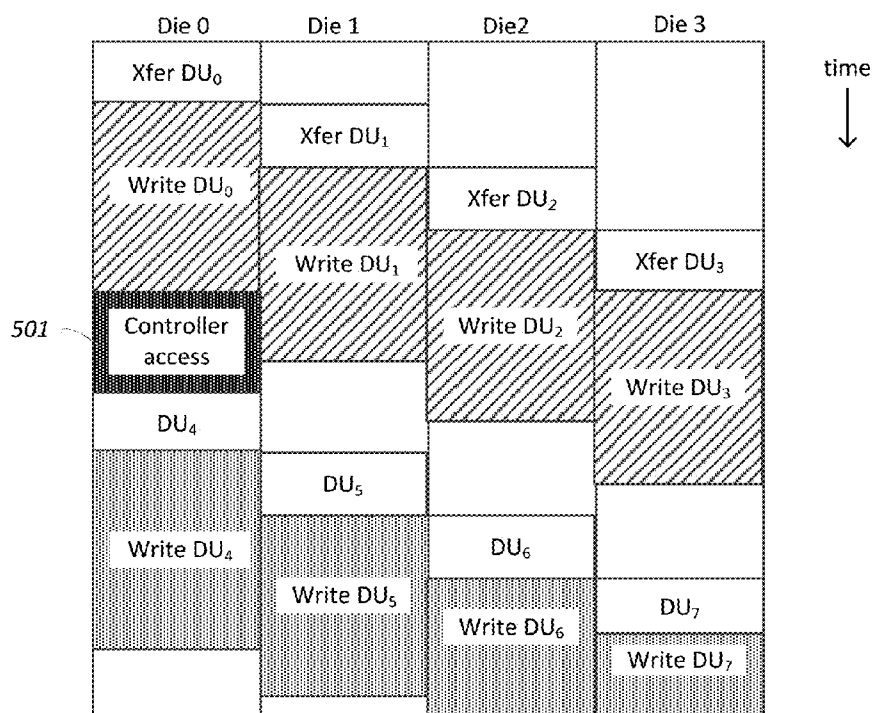 Die 0 Die 1 Die2 Die 3
time
Xfer DU₀
Xfer DU₁
Write DU₀
Xfer DU₂
Xfer DU₃
Write DU₁
501
Controller
access
Write DU₂
Write DU₃
DU₄
DU₅
DU₆
Write DU₄
Write DU₅
DU₇
Write DU₆
Write DU₇